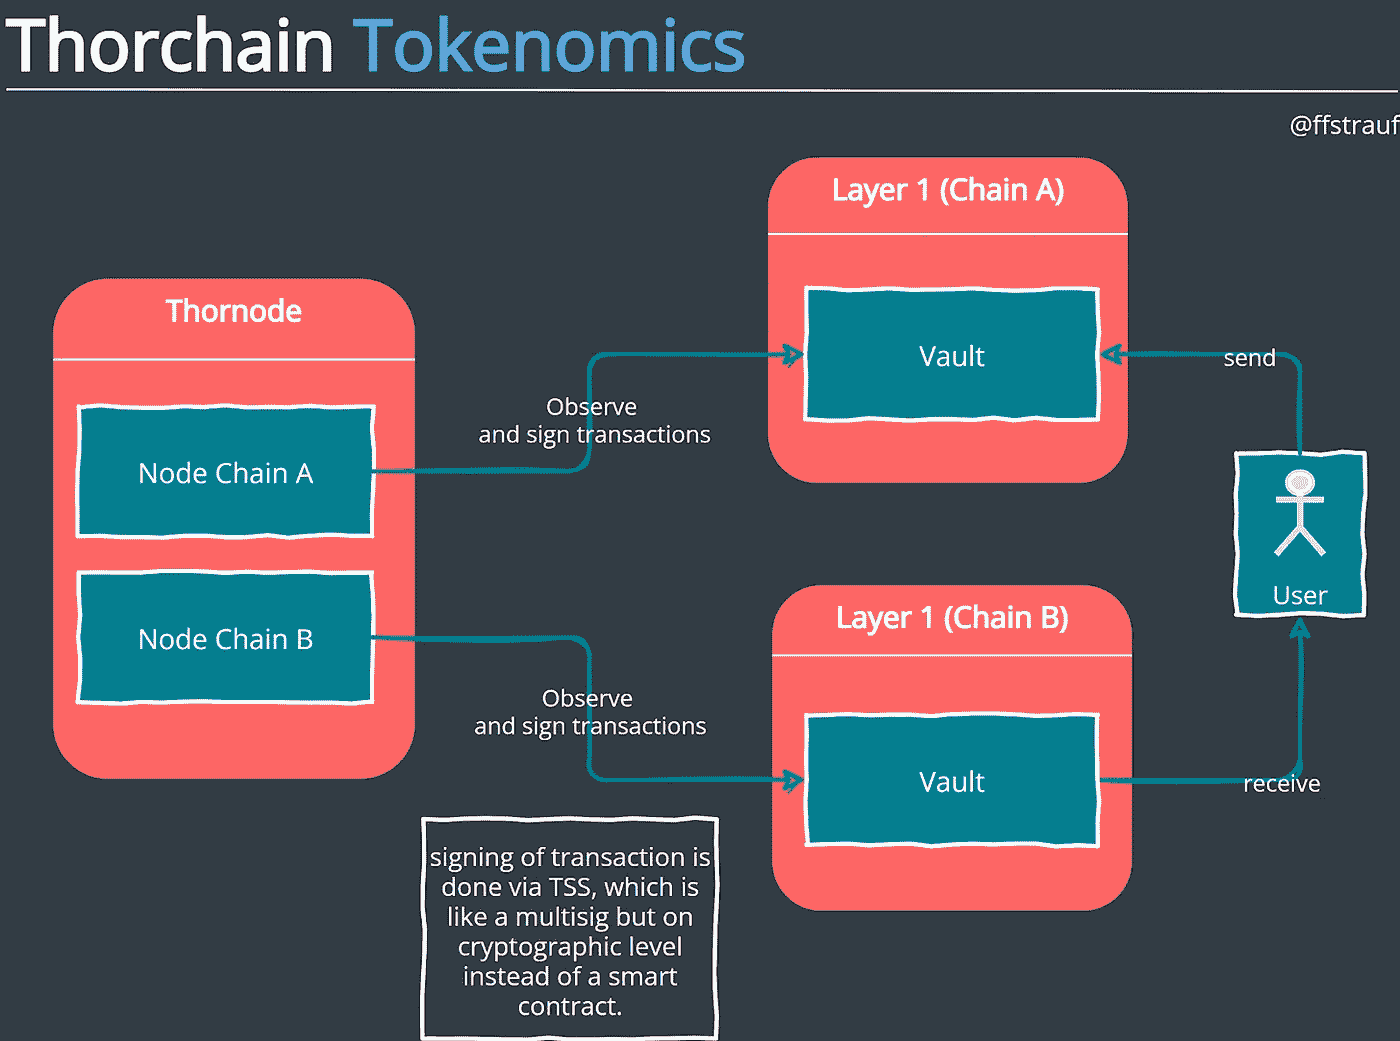 Thorchain Tokenomics
@ffstrauf
Layer 1 (Chain A)
Vault
send
Thornode
Node Chain A
Observe
and sign transactions
User
Node Chain B
Observe
and sign transactions
Layer 1 (Chain B)
Vault
receive
signing of transaction is
done via TSS, which is
like a multisig but on
cryptographic level
instead of a smart
contract.